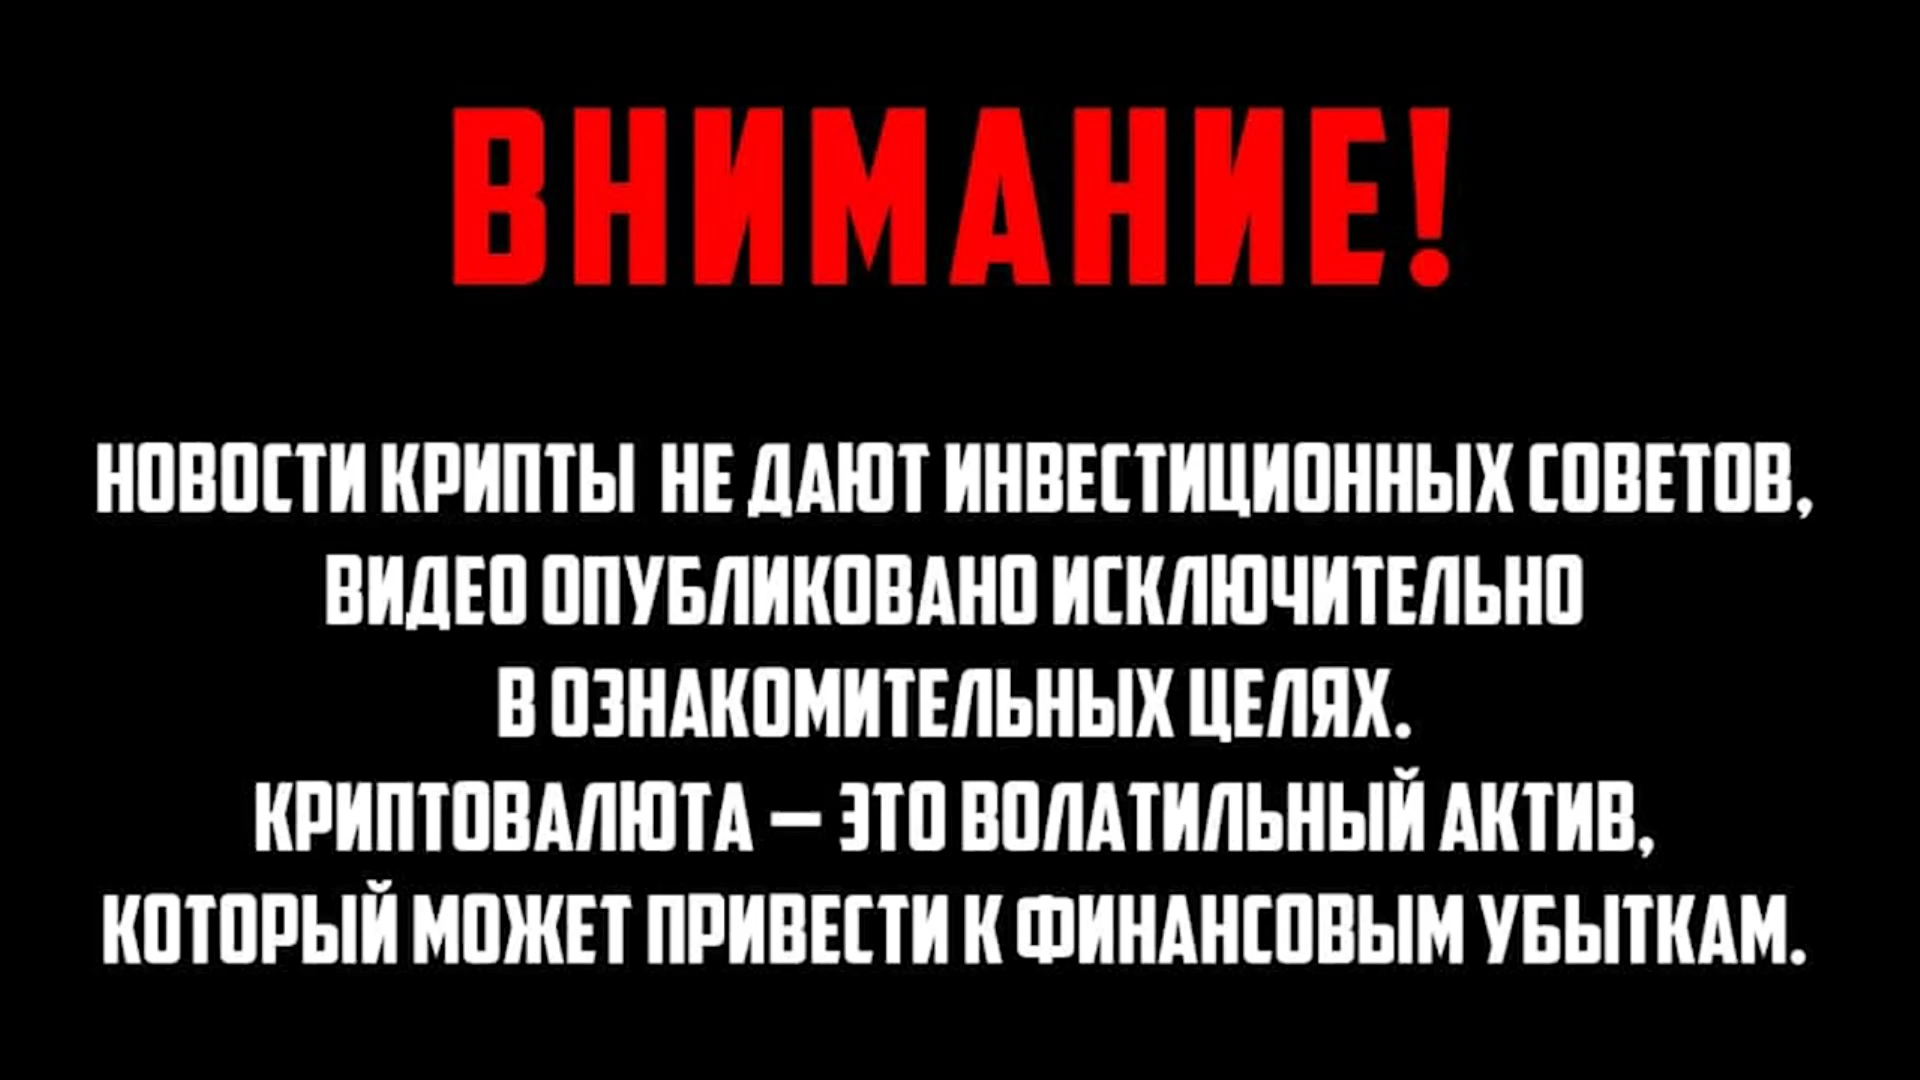 ВНИМАНИЕ!
НОВОСТИ КРИПТЫ НЕ ДАЮТ ИНВЕСТИЦИОННЫХ СОВЕТОВ,
ВИДЕО ОПУБЛИКОВАНО ИСКЛЮЧИТЕЛЬНО
В ОЗНАКОМИТЕЛЬНЫХ ЦЕЛЯХ.
КРИПТОВАЛЮТА — ЭТО ВОЛАТИЛЬНЫЙ АКТИВ,
КОТОРЫЙ МОЖЕТ ПРИВЕСТИ К ФИНАНСОВЫМ УБЫТКАМ.